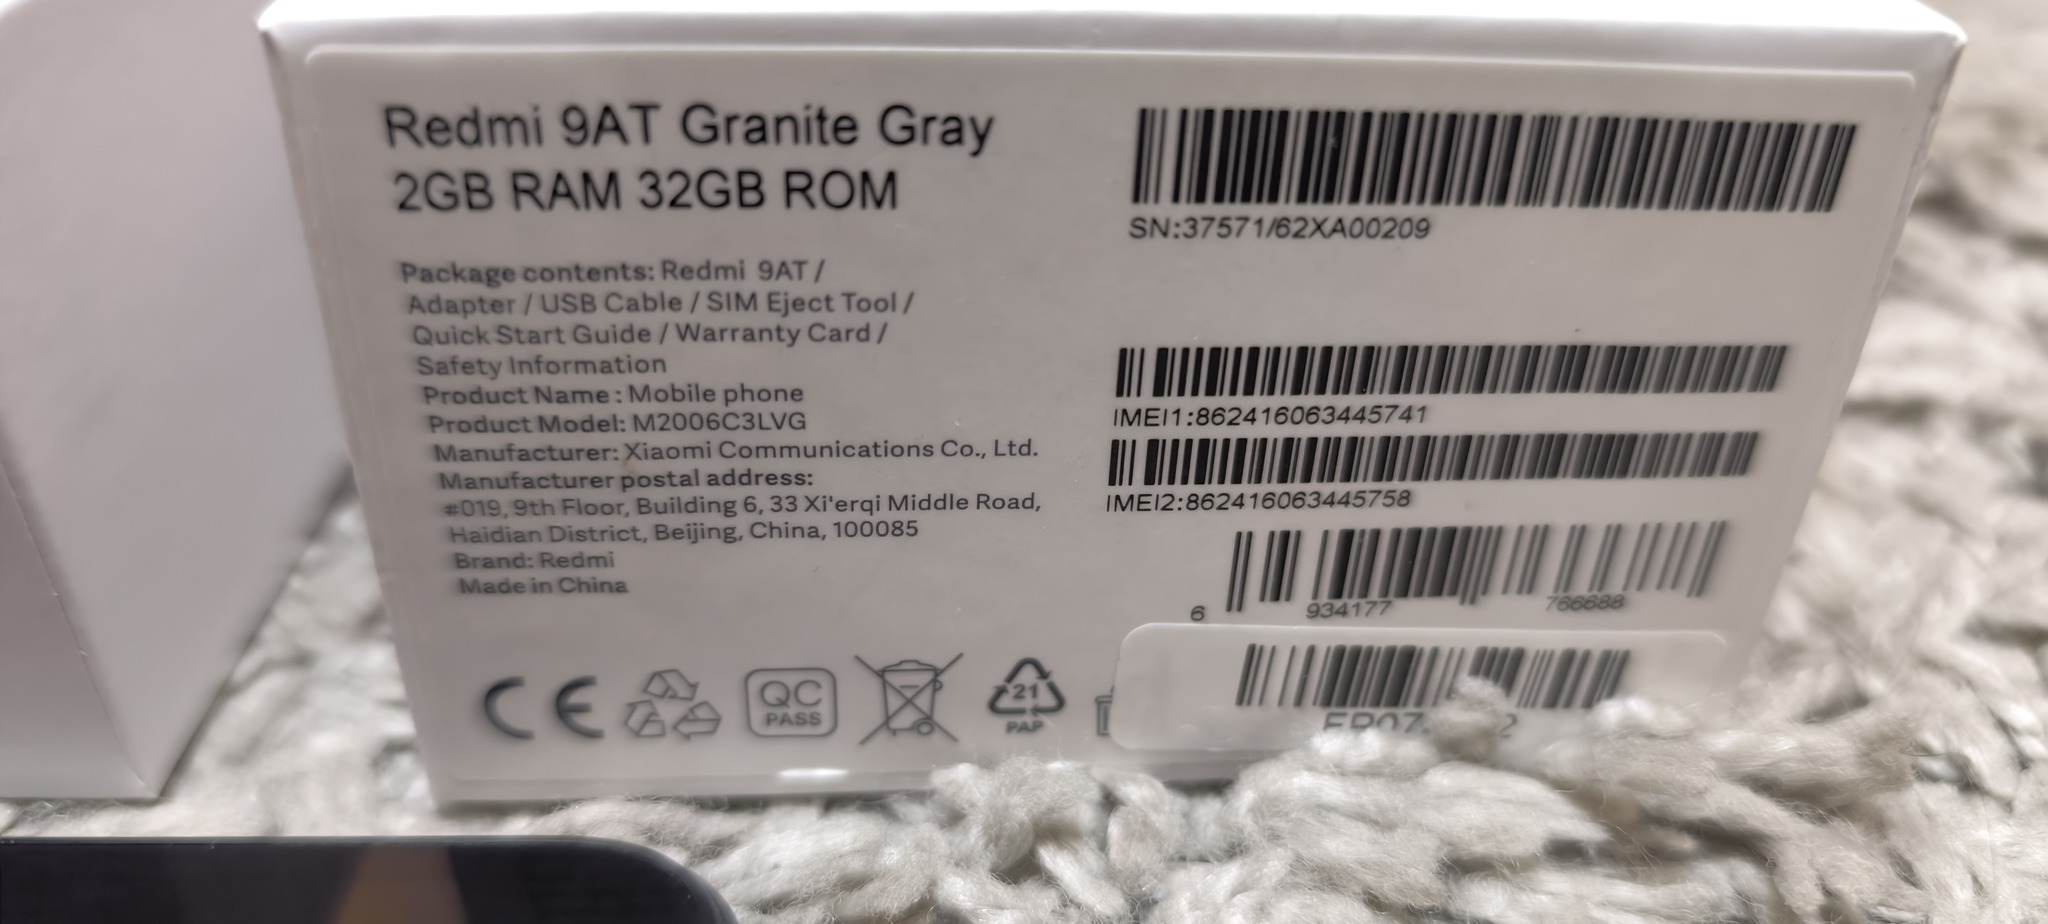 Redmi 9AT Granite Gray
2GB RAM 32GB ROM
Package contents: Redmi 9AT /
Adapter / USB Cable / SIM Eject Tool /
Quick Start Guide / Warranty Card /
Safety Information
Product Name : Mobile phone
Product Model: M2006C3LVG
Manufacturer: Xiaomi Communications Co., Ltd.
Manufacturer postal address:
#019, 9th Floor, Building 6, 33 Xi'erqi Middle Road,
Haidian District, Beijing, China, 100085
Brand: Redmi
Made in China
CE
QC
PASS
21
PAP
SN:37571/62XA00209
IMEI1:862416063445741
IMEI2:862416063445758
6 934177 766688